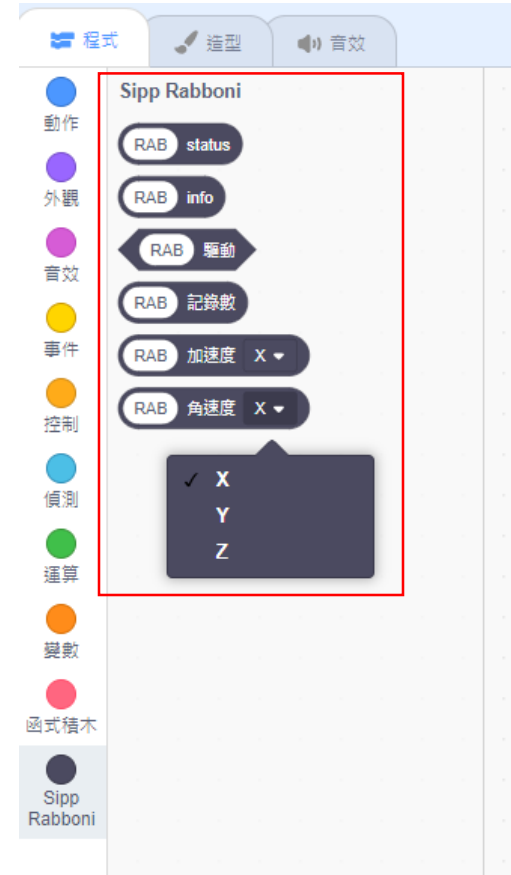 程式 造型 音效
動作
外觀
音效
事件
控制
偵測
運算
變數
函式積木
Sipp
Rabboni
Sipp Rabboni
RAB status
RAB info
RAB 驅動
RAB 記錄數
RAB 加速度 X
RAB 角速度 X
✓ X
Y
Z